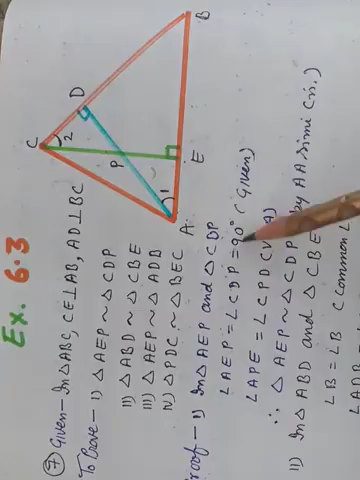 Ex. 6.3
⑦ Given - In △ABC, CE⊥AB, AD⊥BC
To Prove - I) △AEP ~ △CDP
II) △ABD ~ △CBE
III) △AEP ~ △ADB
IV) △PDC ~ △BEC
C
2
D
B
P
1
A
E
Proof - I) In △AEP and △CDP
∠AEP = ∠CDP = 90° (Given)
∠APE = ∠CPD (
∴ △AEP ~ △CDP by AA simi Crit.)
II) In △ABD and △CBE
∠B = ∠B (Common
∠ADB